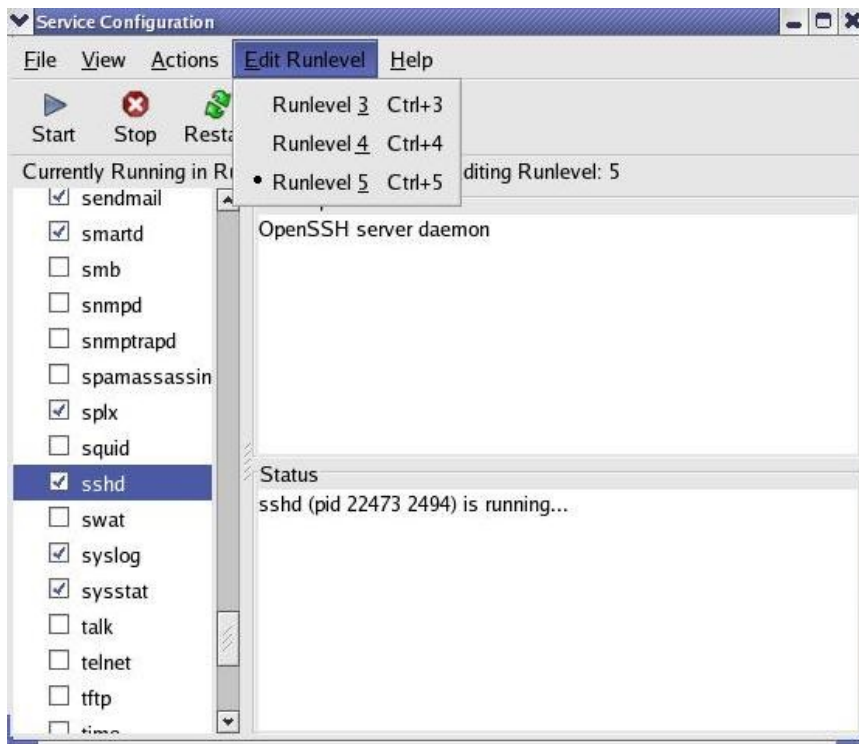 Service Configuration
File View Actions Edit Runlevel Help
Runlevel 3 Ctrl+3
Runlevel 4 Ctrl+4
Runlevel 5 Ctrl+5
Start Stop
Currently Running in
Runlevel: 5
sendmail
smartd
smb
snmpd
snmptrapd
spamassassin
splx
squid
sshd
swat
syslog
sysstat
talk
telnet
tftp
OpenSSH server daemon
Status
sshd (pid 22473 2494) is running...